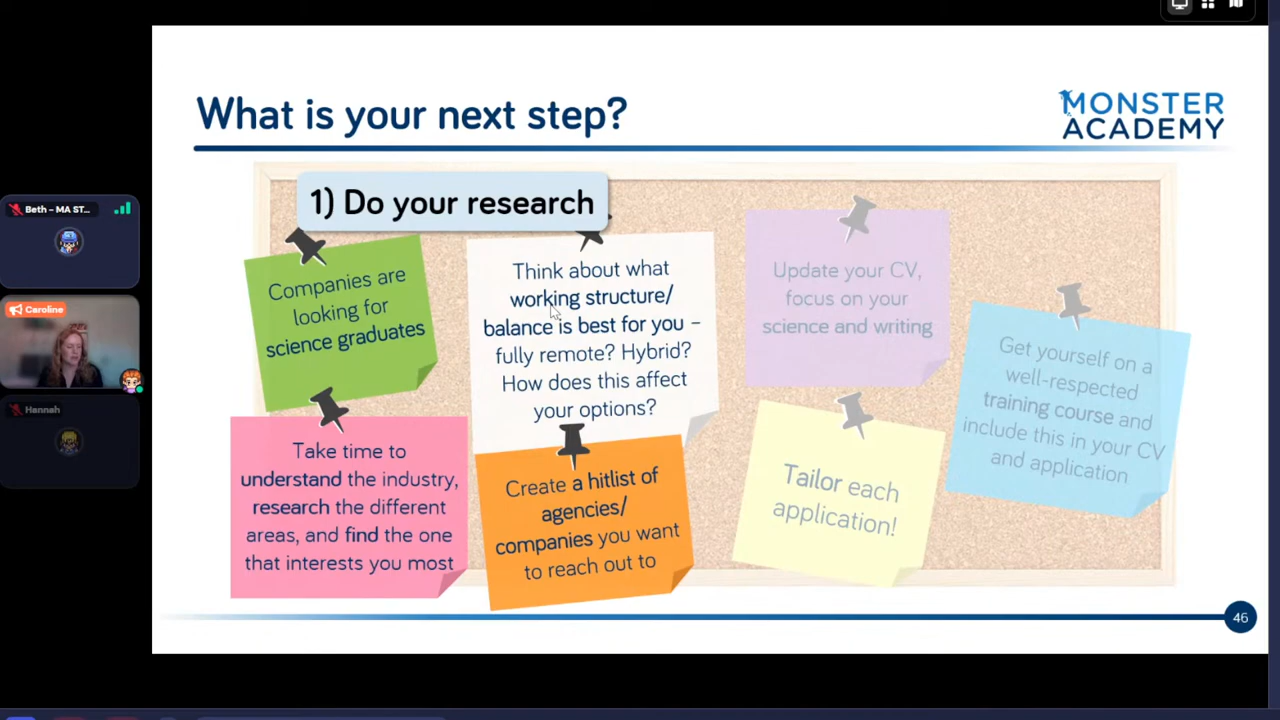 What is your next step?
MONSTER
ACADEMY
1) Do your research
Companies are
looking for
science graduates
Think about what
working structure/
balance is best for you –
fully remote? Hybrid?
How does this affect
your options?
Update your CV,
focus on your
science and writing
Get yourself on a
well-respected
training course and
include this in your CV
and application
Take time to
understand the industry,
research the different
areas, and find the one
that interests you most
Create a hitlist of
agencies/
companies you want
to reach out to
Tailor each
application!
46
Beth – MA ST...
Caroline
Hannah